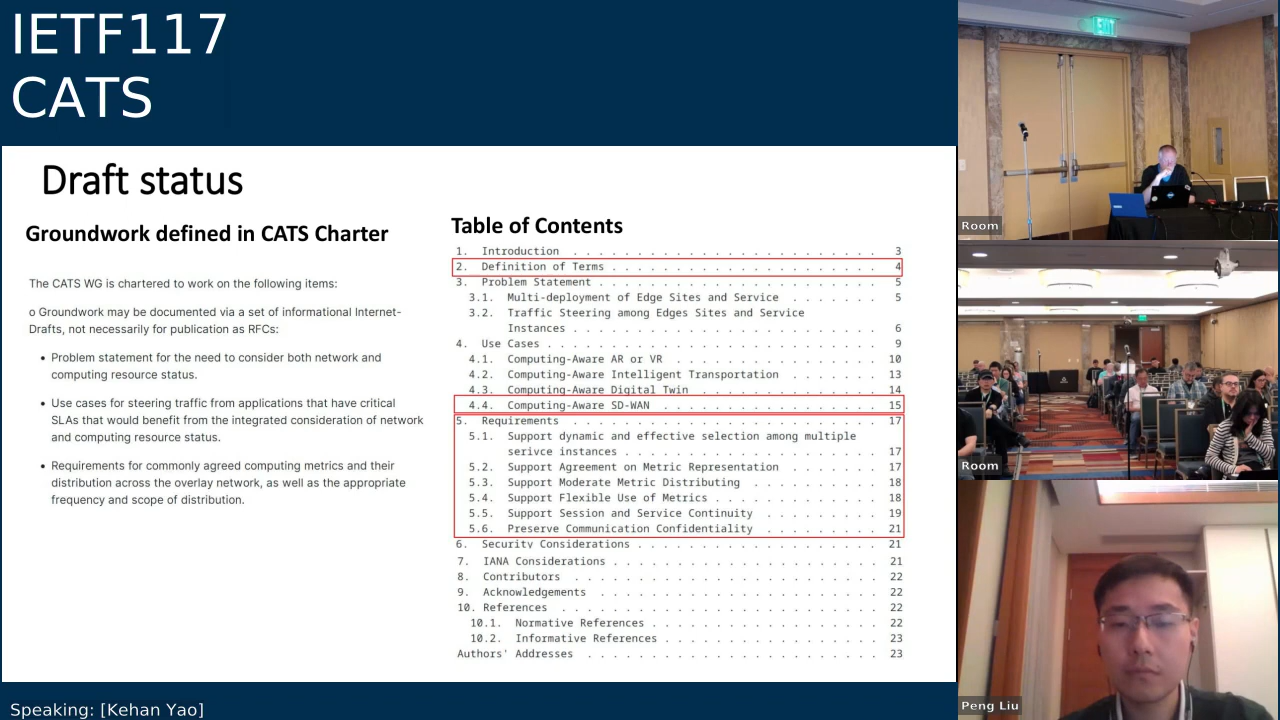 IETF117
CATS
Draft status
Groundwork defined in CATS Charter
The CATS WG is chartered to work on the following items:
o Groundwork may be documented via a set of informational Internet-
Drafts, not necessarily for publication as RFCs:
• Problem statement for the need to consider both network and
computing resource status.
• Use cases for steering traffic from applications that have critical
SLAs that would benefit from the integrated consideration of network
and computing resource status.
• Requirements for commonly agreed computing metrics and their
distribution across the overlay network, as well as the appropriate
frequency and scope of distribution.
Table of Contents
1. Introduction . . . . . . . . . . . . . . . . . . . . . . . . 3
2. Definition of Terms . . . . . . . . . . . . . . . . . . . . . 4
3. Problem Statement . . . . . . . . . . . . . . . . . . . . . . 5
3.1. Multi-deployment of Edge Sites and Service . . . . . . . 5
3.2. Traffic Steering among Edges Sites and Service
Instances . . . . . . . . . . . . . . . . . . . . . . . . 6
4. Use Cases . . . . . . . . . . . . . . . . . . . . . . . . . . 9
4.1. Computing-Aware AR or VR . . . . . . . . . . . . . . . . 10
4.2. Computing-Aware Intelligent Transportation . . . . . . . 13
4.3. Computing-Aware Digital Twin . . . . . . . . . . . . . . 14
4.4. Computing-Aware SD-WAN . . . . . . . . . . . . . . . . . 15
5. Requirements . . . . . . . . . . . . . . . . . . . . . . . . 17
5.1. Support dynamic and effective selection among multiple
serivce instances . . . . . . . . . . . . . . . . . . . . 17
5.2. Support Agreement on Metric Representation . . . . . . . 17
5.3. Support Moderate Metric Distributing . . . . . . . . . . 18
5.4. Support Flexible Use of Metrics . . . . . . . . . . . . . 18
5.5. Support Session and Service Continuity . . . . . . . . . 19
5.6. Preserve Communication Confidentiality . . . . . . . . . 21
6. Security Considerations . . . . . . . . . . . . . . . . . . . 21
7. IANA Considerations . . . . . . . . . . . . . . . . . . . . . 21
8. Contributors . . . . . . . . . . . . . . . . . . . . . . . . 22
9. Acknowledgements . . . . . . . . . . . . . . . . . . . . . . 22
10. References . . . . . . . . . . . . . . . . . . . . . . . . . 22
10.1. Normative References . . . . . . . . . . . . . . . . . . 22
10.2. Informative References . . . . . . . . . . . . . . . . . 23
Authors' Addresses . . . . . . . . . . . . . . . . . . . . . . . 23
EXIT
Room
Room
Peng Liu
Speaking: [Kehan Yao]